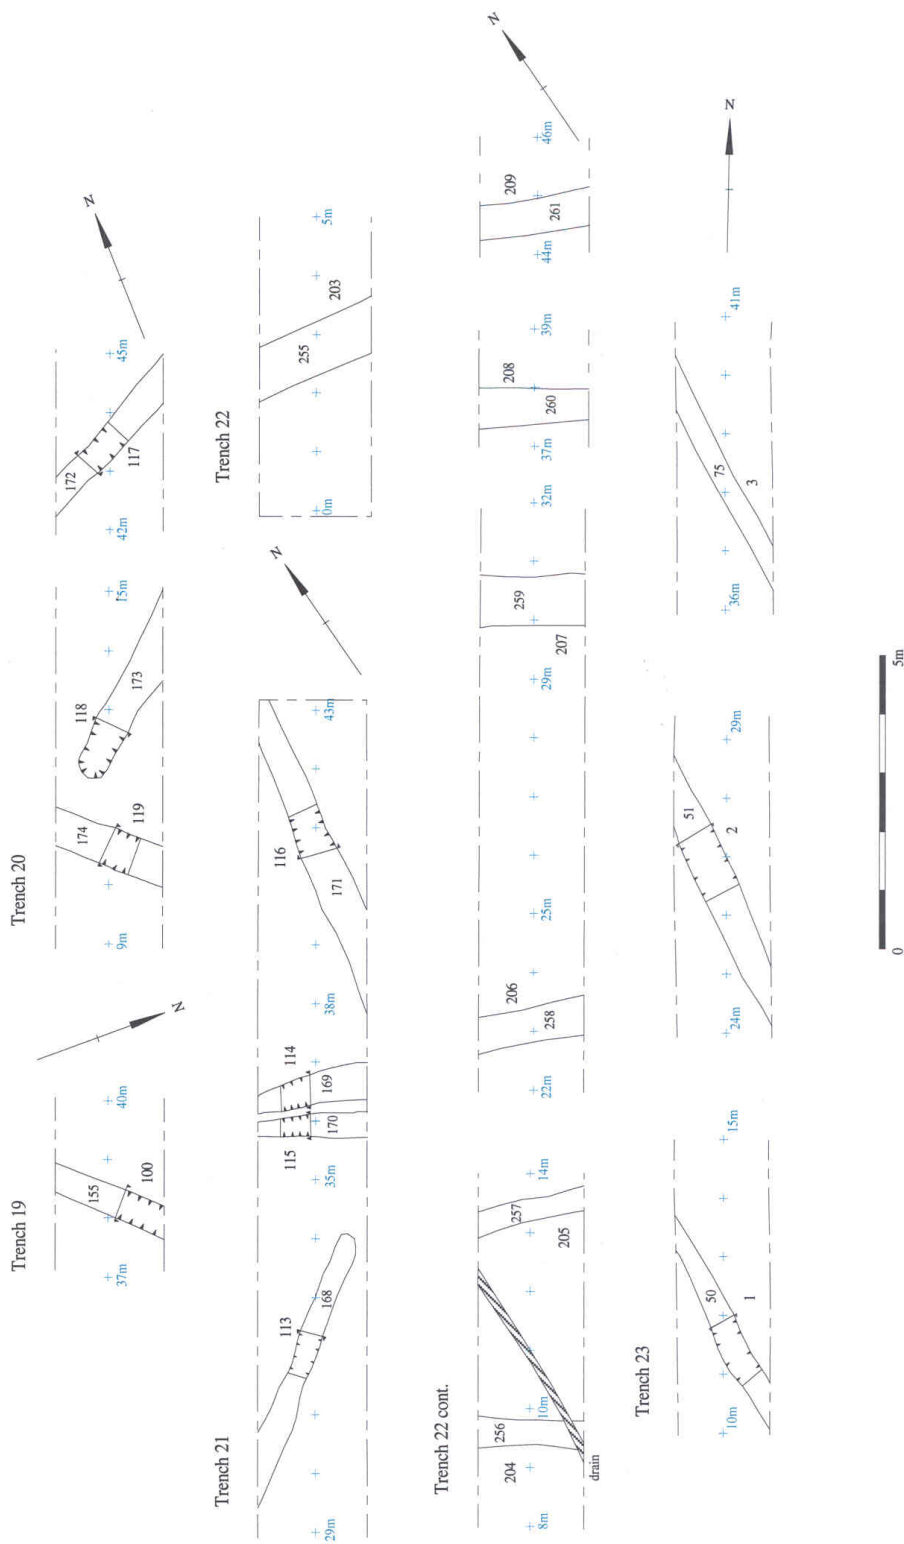 Trench 19
37m
40m
155
100
N
Trench 20
9m
15m
42m
45m
174
119
118
173
172
117
N
Trench 21
29m
35m
38m
43m
113
168
115
170
114
169
116
171
N
Trench 22
0m
5m
255
203
Trench 22 cont.
8m
10m
14m
22m
25m
29m
32m
37m
39m
44m
46m
204
256
drain
257
205
206
258
259
207
208
260
209
261
N
Trench 23
10m
15m
24m
29m
36m
41m
50
1
51
2
75
3
N
0
5m